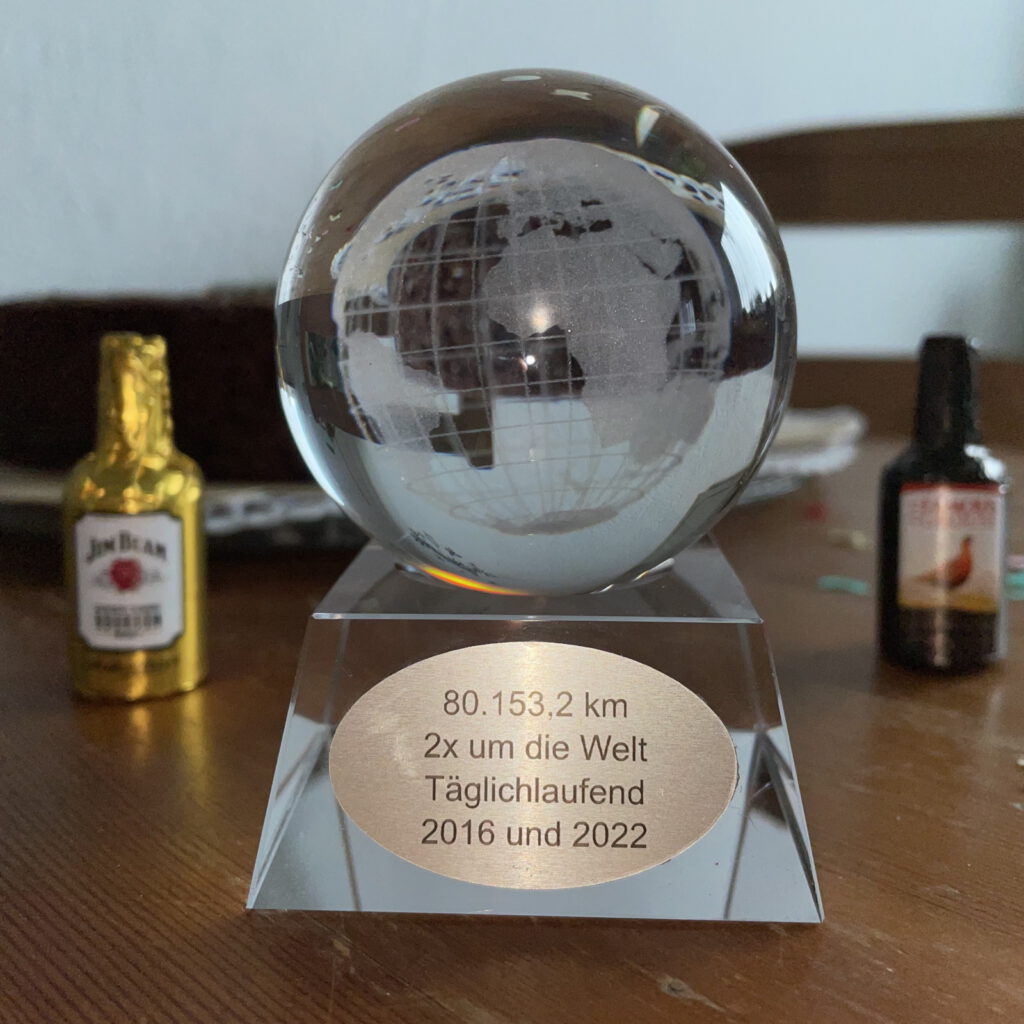 JIM BEAM
BOURBON
80.153,2 km
2x um die Welt
Täglichlaufend
2016 und 2022